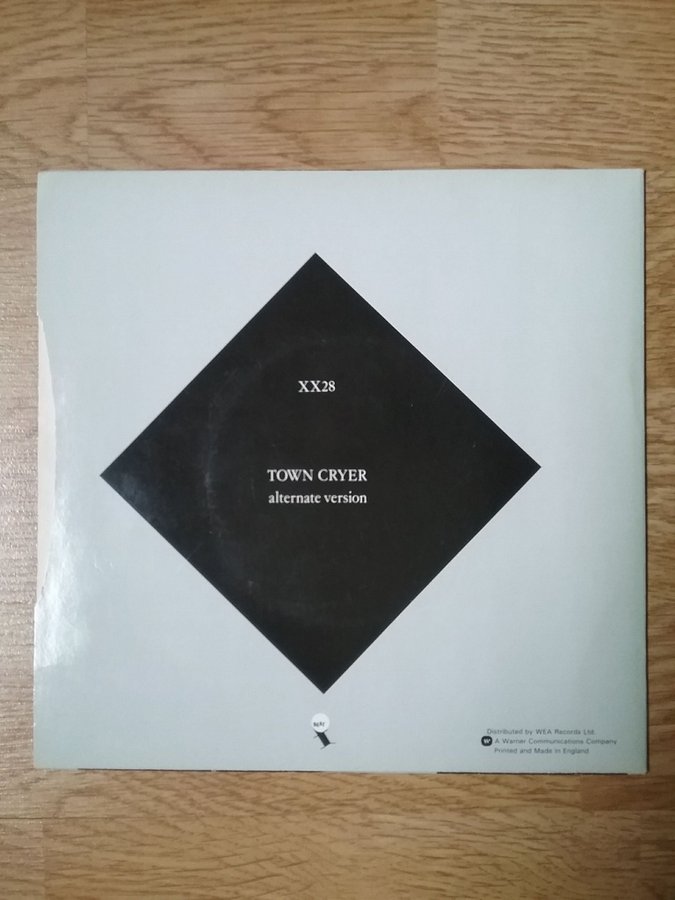 XX28
TOWN CRYER
alternate version
Distributed by WEA Records Ltd.
W A Warner Communications Company
Printed and Made in England